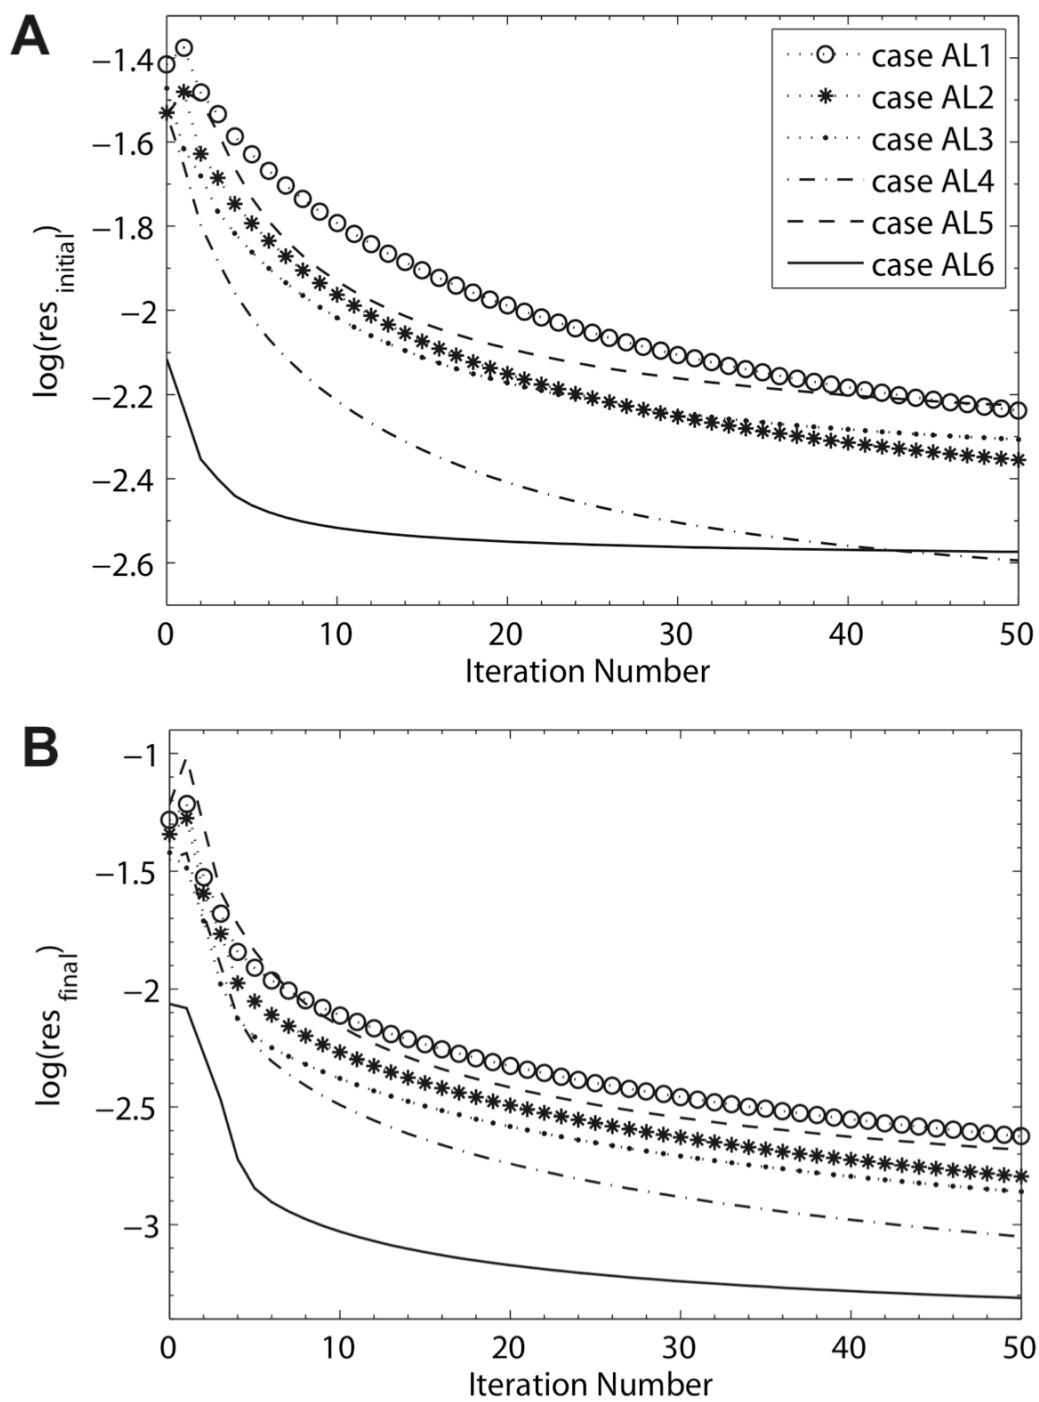 A
−1.4
−1.6
−1.8
−2
−2.2
−2.4
−2.6
log(res initial)
case AL1
case AL2
case AL3
case AL4
case AL5
case AL6
0 10 20 30 40 50
Iteration Number
B
−1
−1.5
−2
−2.5
−3
log(res final)
0 10 20 30 40 50
Iteration Number